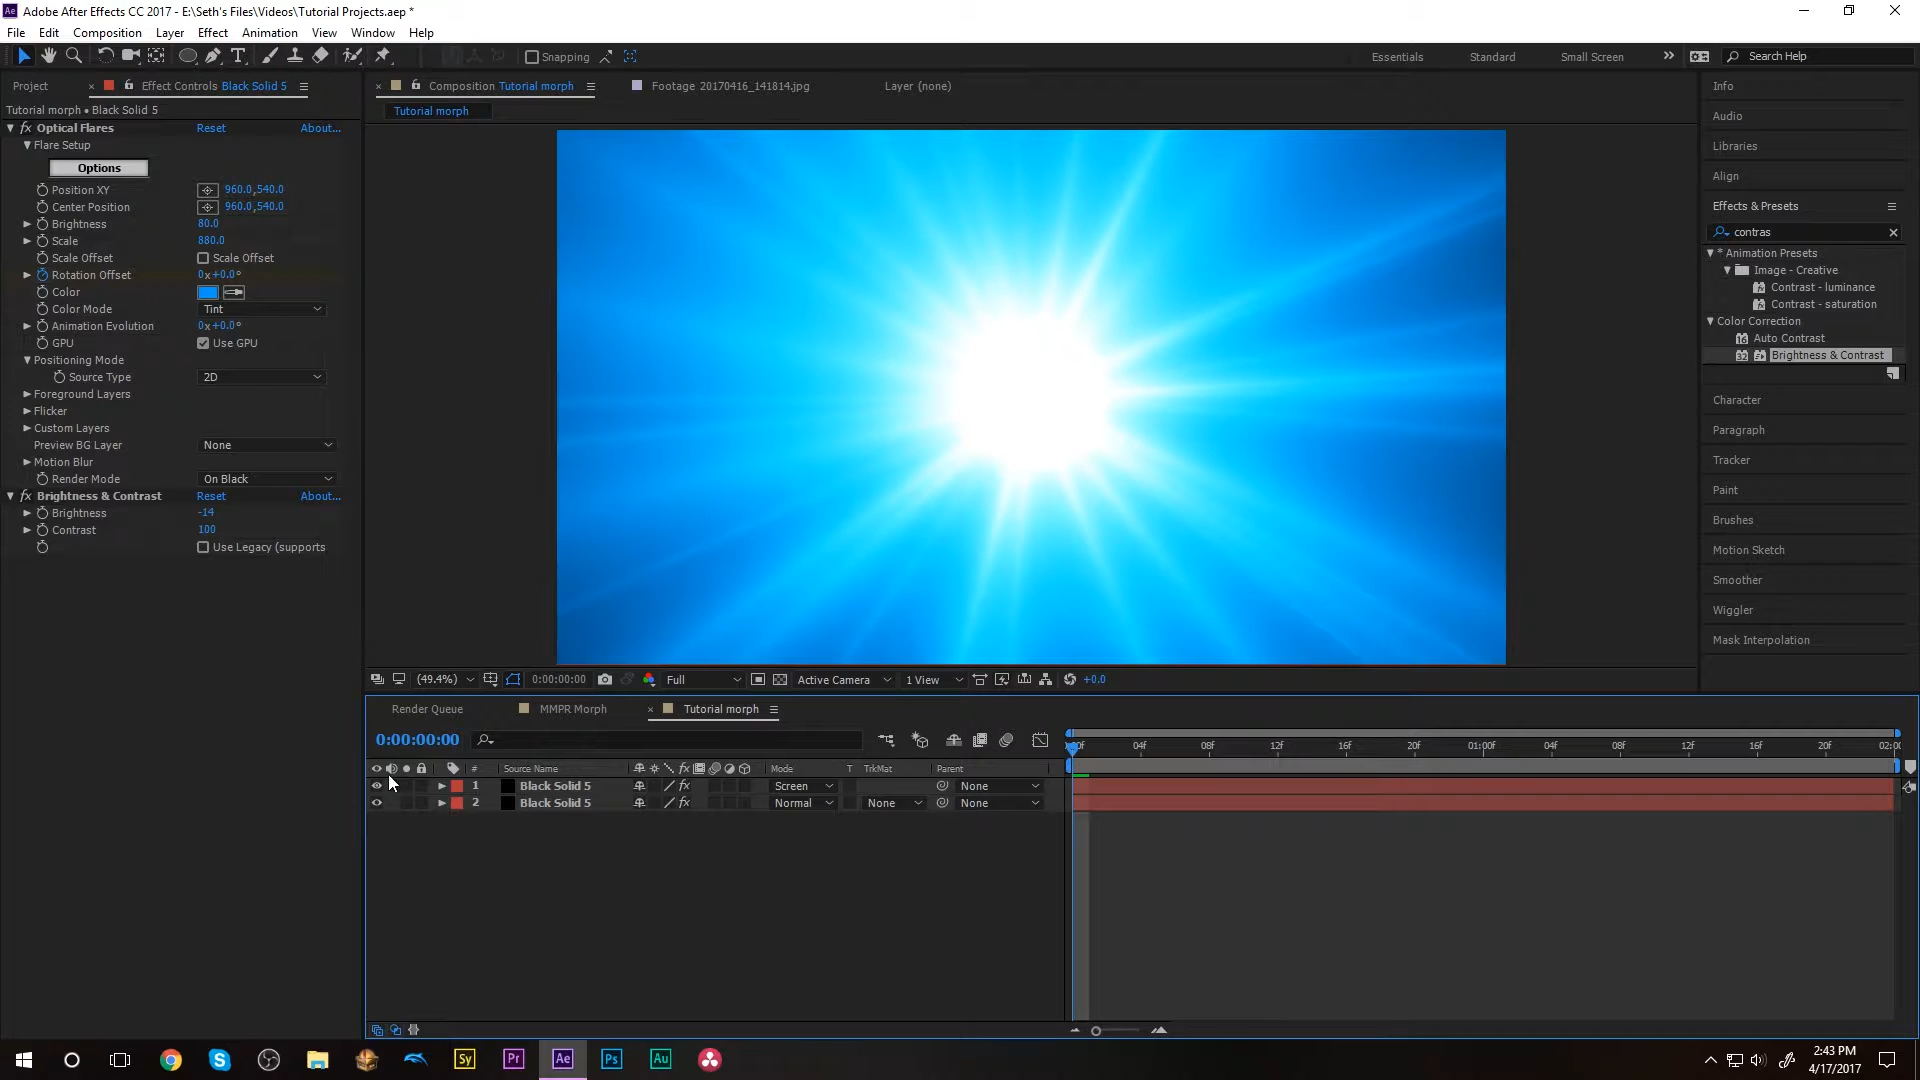 Adobe After Effects CC 2017 - E:\Seth's Files\Videos\Tutorial Projects.aep *
File Edit Composition Layer Effect Animation View Window Help
Snapping Essentials Standard Small Screen Search Help
Project Effect Controls Black Solid 5 Composition Tutorial morph Footage 20170416_141814.jpg Layer (none) Info
Tutorial morph • Black Solid 5 Tutorial morph
Audio
Libraries
Align
Effects & Presets
contras
* Animation Presets
Image - Creative
Contrast - luminance
Contrast - saturation
Color Correction
Auto Contrast
Brightness & Contrast
Character
Paragraph
Tracker
Paint
Brushes
Motion Sketch
Smoother
Wiggler
Mask Interpolation
fx Optical Flares Reset About...
Flare Setup
Options
Position XY 960.0,540.0
Center Position 960.0,540.0
Brightness 80.0
Scale 880.0
Scale Offset Scale Offset
Rotation Offset 0x+0.0°
Color
Color Mode Tint
Animation Evolution 0x+0.0°
GPU Use GPU
Positioning Mode
Source Type 2D
Foreground Layers
Flicker
Custom Layers
Preview BG Layer None
Motion Blur
Render Mode On Black
fx Brightness & Contrast Reset About...
Brightness -14
Contrast 100
Use Legacy (supports
(49.4%) 0:00:00:00 Full Active Camera 1 View +0.0
Render Queue MMPR Morph Tutorial morph
0:00:00:00
04f 08f 12f 16f 20f 01:00f 04f 08f 12f 16f 20f
# Source Name fx Mode T TrkMat Parent
1 Black Solid 5 fx Screen None
2 Black Solid 5 fx Normal None None
Sy Pr Ae Ps Au
2:43 PM
4/17/2017